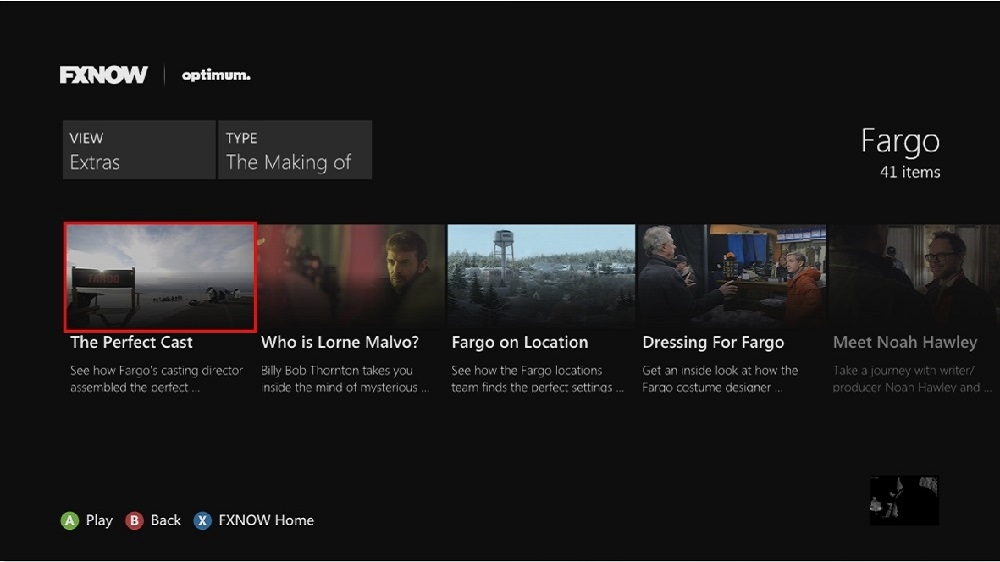 FXNOW
optimum.
VIEW
Extras
TYPE
The Making of
Fargo
41 items
The Perfect Cast
See how Fargo's casting director
assembled the perfect ...
Who is Lorne Malvo?
Billy Bob Thornton takes you
inside the mind of mysterious ...
Fargo on Location
See how the Fargo locations
team finds the perfect settings ...
Dressing For Fargo
Get an inside look at how the
Fargo costume designer ...
Meet Noah Hawley
Take a journey with writer/
producer Noah Hawley and ...
A Play B Back X FXNOW Home